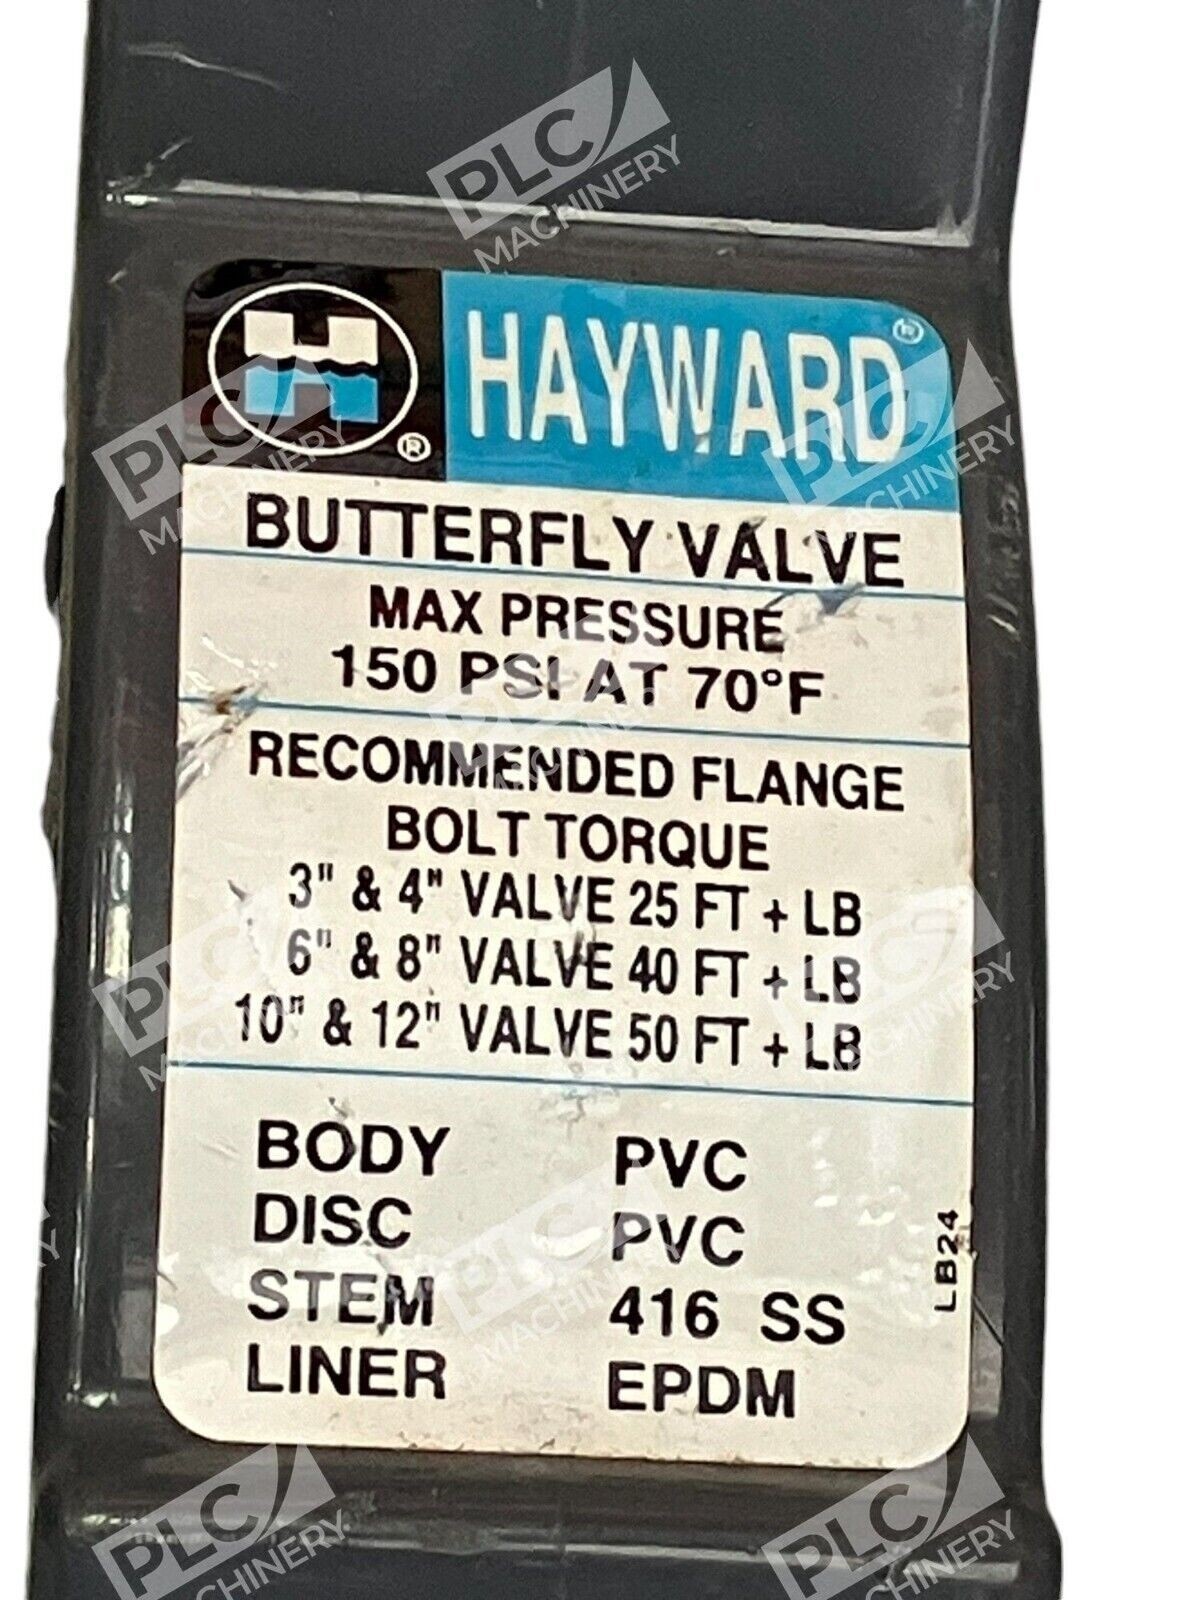 PLC
MACHINERY
H
HAYWARD®
®
BUTTERFLY VALVE
MAX PRESSURE
150 PSI AT 70°F
RECOMMENDED FLANGE
BOLT TORQUE
3" & 4" VALVE 25 FT + LB
6" & 8" VALVE 40 FT + LB
10" & 12" VALVE 50 FT + LB
BODY PVC
DISC PVC
STEM 416 SS
LINER EPDM
LB24